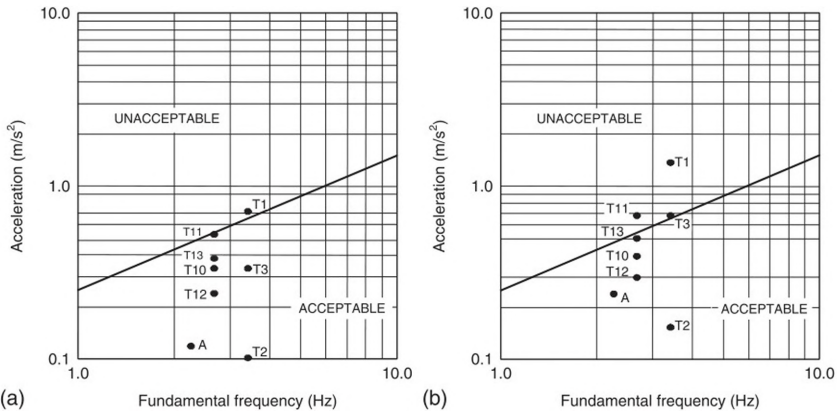 10.0
UNACCEPTABLE
Acceleration (m/s²)
1.0
T1
T11
T13
T10
T3
T12
ACCEPTABLE
A
T2
0.1
1.0
10.0
(a)
Fundamental frequency (Hz)
10.0
UNACCEPTABLE
Acceleration (m/s²)
T1
1.0
T11
T3
T13
T10
T12
A
ACCEPTABLE
T2
0.1
1.0
10.0
(b)
Fundamental frequency (Hz)